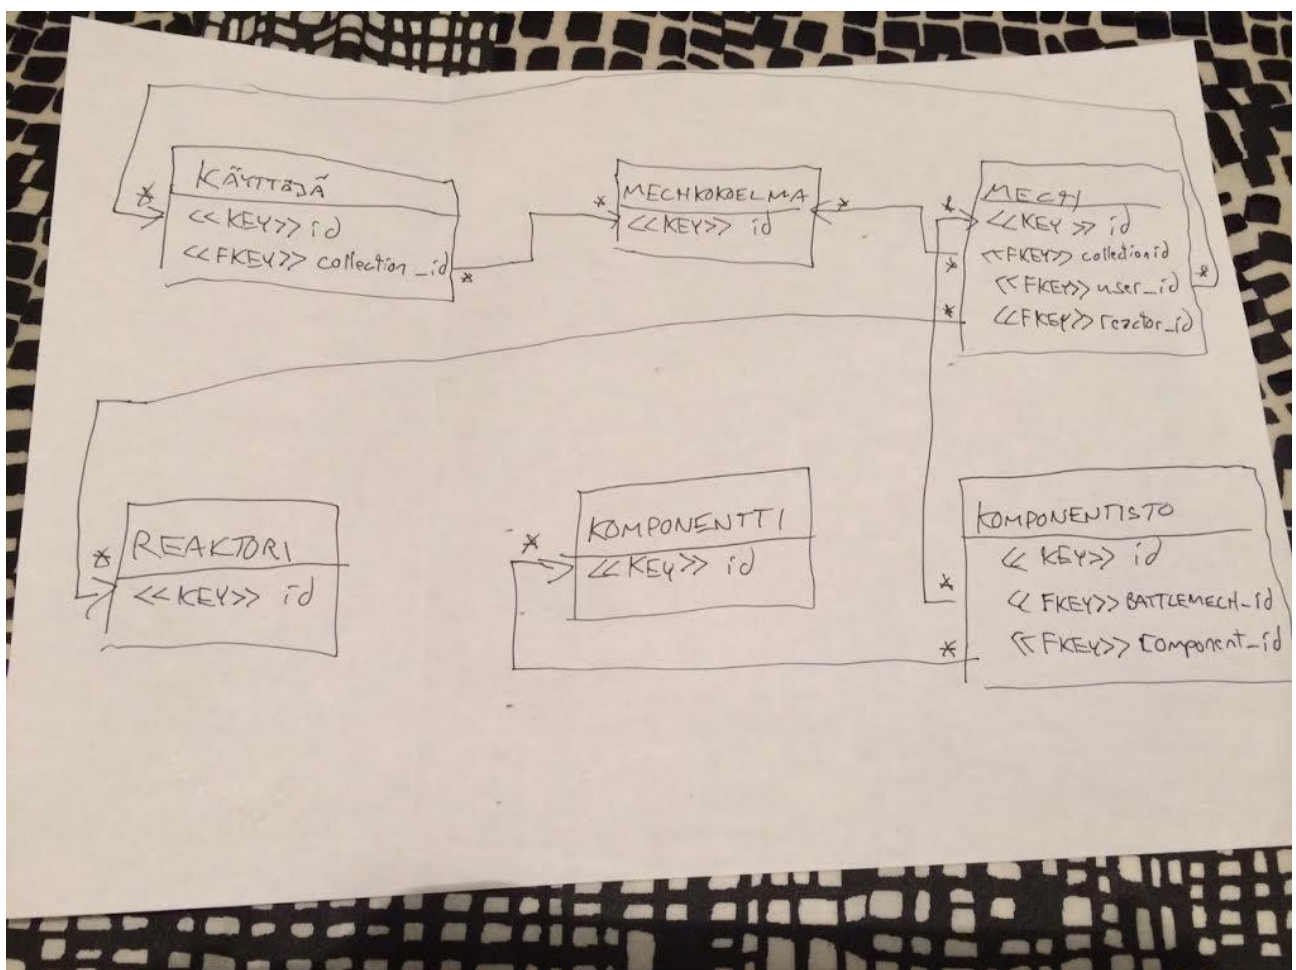 KÄYTTÄJÄ
<<KEY>> id
<<FKEY>> collection_id
*
*
MECHKOKOELMA
<<KEY>> id
*
*
MECH
<<KEY>> id
<<FKEY>> collectionid
<<FKEY>> user_id
<<FKEY>> reactor_id
*
*
*
*
REAKTORI
<<KEY>> id
*
KOMPONENTTI
<<KEY>> id
*
KOMPONENTISTO
<<KEY>> id
<<FKEY>> BATTLEMECH_id
<<FKEY>> Component_id
*
*